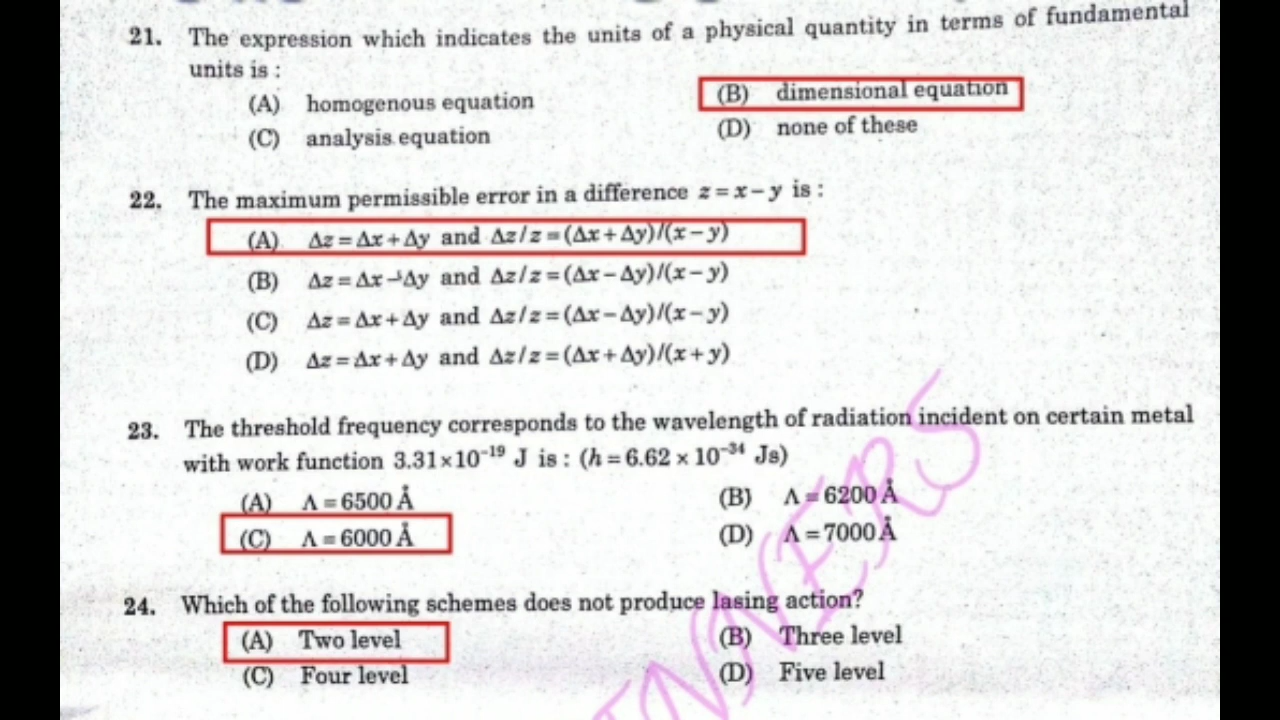 21. The expression which indicates the units of a physical quantity in terms of fundamental
units is :
(A) homogenous equation (B) dimensional equation
(C) analysis equation (D) none of these
22. The maximum permissible error in a difference z = x – y is :
(A) Δz = Δx + Δy and Δz/z = (Δx + Δy)/(x – y)
(B) Δz = Δx – Δy and Δz/z = (Δx – Δy)/(x – y)
(C) Δz = Δx + Δy and Δz/z = (Δx – Δy)/(x – y)
(D) Δz = Δx + Δy and Δz/z = (Δx + Δy)/(x + y)
23. The threshold frequency corresponds to the wavelength of radiation incident on certain metal
with work function 3.31×10⁻¹⁹ J is : (h = 6.62 × 10⁻³⁴ Js)
(A) Λ = 6500 Å (B) Λ = 6200 Å
(C) Λ = 6000 Å (D) Λ = 7000 Å
24. Which of the following schemes does not produce lasing action?
(A) Two level (B) Three level
(C) Four level (D) Five level